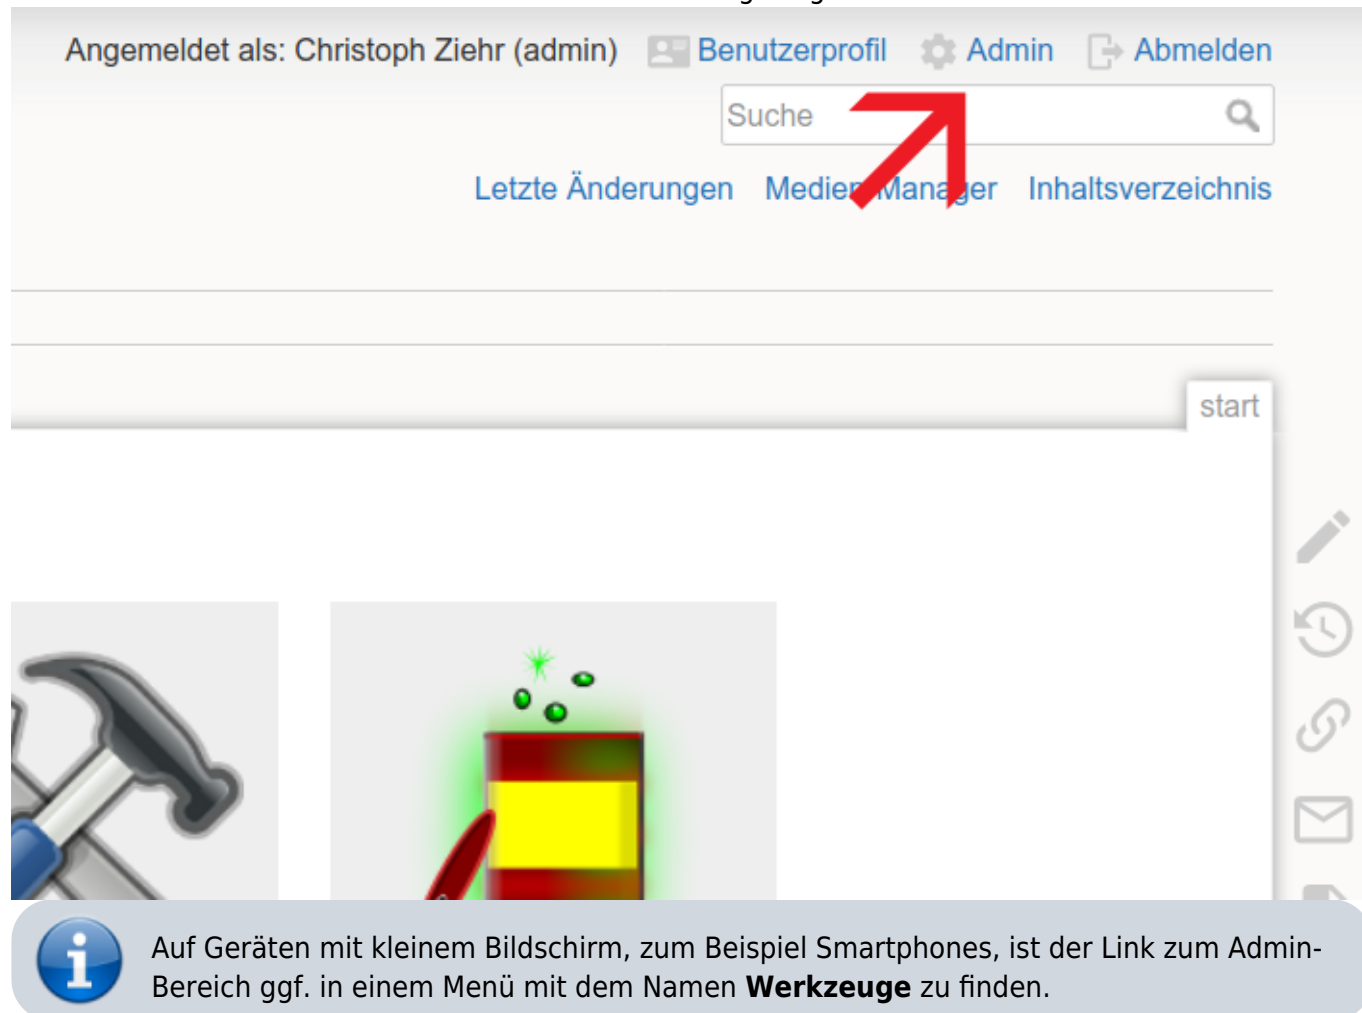 Angemeldet als: Christoph Ziehr (admin) Benutzerprofil Admin Abmelden
Suche
Letzte Änderungen Medien-Manager Inhaltsverzeichnis
start
Auf Geräten mit kleinem Bildschirm, zum Beispiel Smartphones, ist der Link zum Admin-
Bereich ggf. in einem Menü mit dem Namen Werkzeuge zu finden.